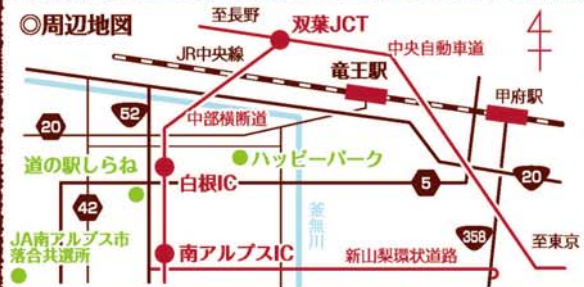 ◎周辺地図
至長野
双葉JCT
中央自動車道
JR中央線
竜王駅
甲府駅
52
20
中部横断道
道の駅しらね
ハッピーパーク
白根IC
5
20
42
釜無川
JA南アルプス市
落合共選所
南アルプスIC
新山梨環状道路
358
至東京